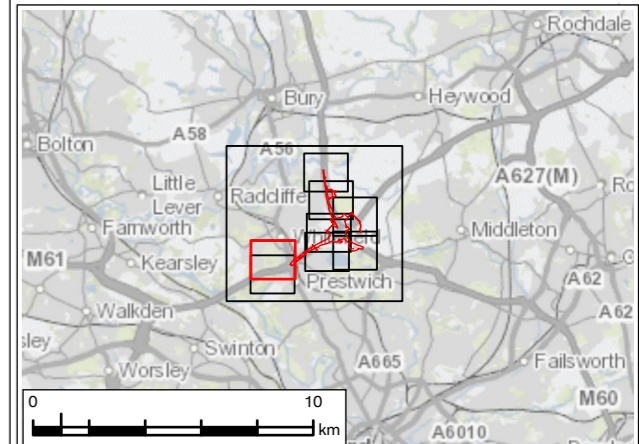 Rochdale
Bury
Heywood
Bolton
A58
A56
A627(M)
Little
Lever
Radcliffe
Farnworth
Middleton
M61
Kearsley
A62
Prestwich
Walkden
A62
Swinton
A665
Failsworth
Worsley
M60
0
10
km
A6010